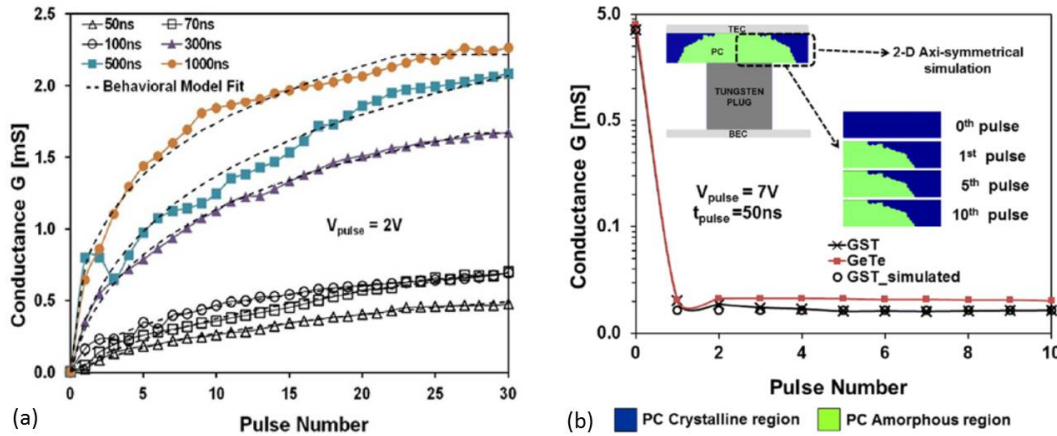 50ns 70ns
100ns 300ns
500ns 1000ns
Behavioral Model Fit
V pulse = 2V
Conductance G [mS]
2.5
2.0
1.5
1.0
0.5
0.0
0 5 10 15 20 25 30
Pulse Number
(a)
Conductance G [mS]
5.0
0.5
0.1
0.0
TEC
PC
TUNGSTEN
PLUG
BEC
2-D Axi-symmetrical
simulation
0th pulse
1st pulse
5th pulse
10th pulse
V pulse = 7V
t pulse =50ns
GST
GeTe
GST_simulated
0 2 4 6 8 10
Pulse Number
(b)
PC Crystalline region PC Amorphous region